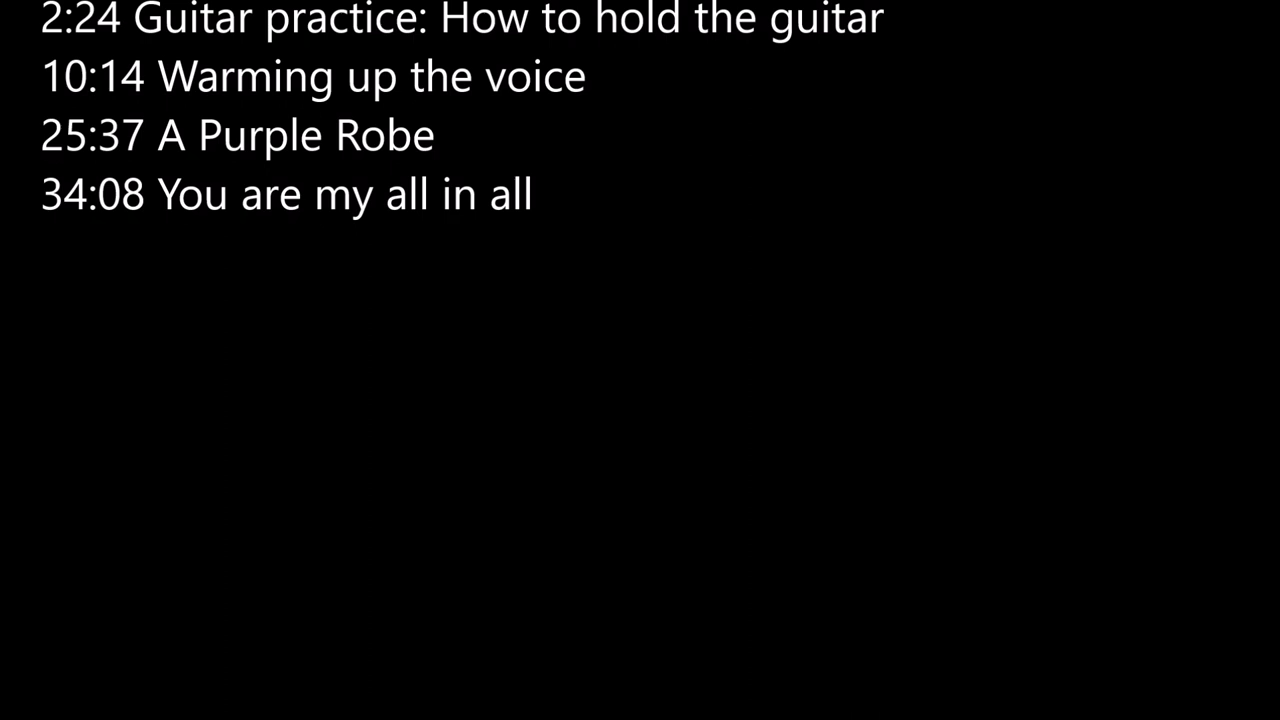 2:24 Guitar practice: How to hold the guitar
10:14 Warming up the voice
25:37 A Purple Robe
34:08 You are my all in all